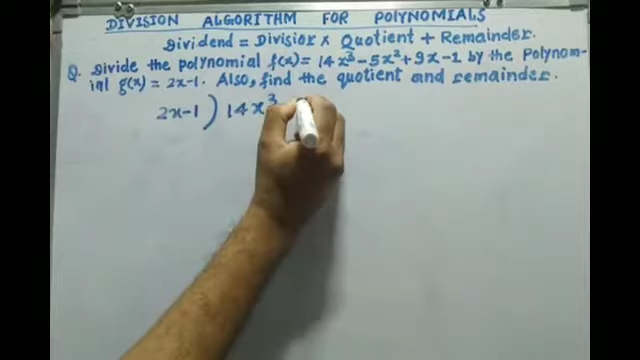 DIVISION ALGORITHM FOR POLYNOMIALS
Dividend = Divisior × Quotient + Remainder.
Q. Divide the polynomial f(x) = 14x³ - 5x² + 9x - 1 by the Polynom-
ial g(x) = 2x-1. Also, find the quotient and remainder.
2x-1 ) 14x³